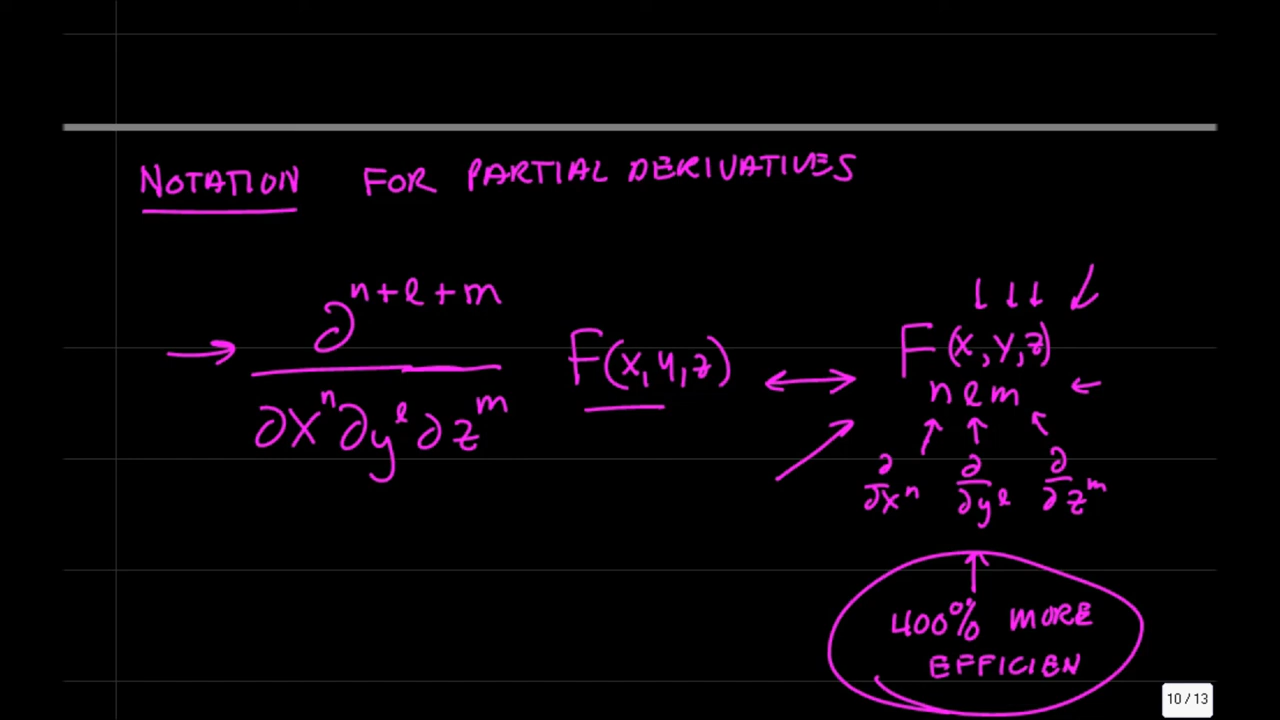 NOTATION FOR PARTIAL DERIVATIVES
∂^(n+l+m) / ∂x^n ∂y^l ∂z^m F(x,y,z) ↔ F(x,y,z)
n l m
∂/∂x^n ∂/∂y^l ∂/∂z^m
400% MORE
EFFICIEN
10 / 13